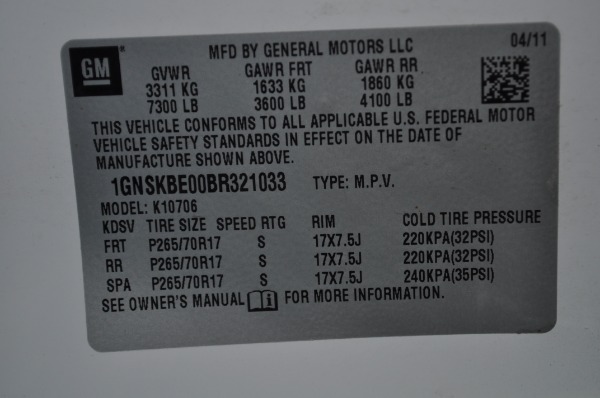 GM
MFD BY GENERAL MOTORS LLC 04/11
GVWR GAWR FRT GAWR RR
3311 KG 1633 KG 1860 KG
7300 LB 3600 LB 4100 LB
THIS VEHICLE CONFORMS TO ALL APPLICABLE U.S. FEDERAL MOTOR
VEHICLE SAFETY STANDARDS IN EFFECT ON THE DATE OF
MANUFACTURE SHOWN ABOVE.
1GNSKBE00BR321033 TYPE: M.P.V.
MODEL: K10706
KDSV TIRE SIZE SPEED RTG RIM COLD TIRE PRESSURE
FRT P265/70R17 S 17X7.5J 220KPA(32PSI)
RR P265/70R17 S 17X7.5J 220KPA(32PSI)
SPA P265/70R17 S 17X7.5J 240KPA(35PSI)
SEE OWNER'S MANUAL FOR MORE INFORMATION.